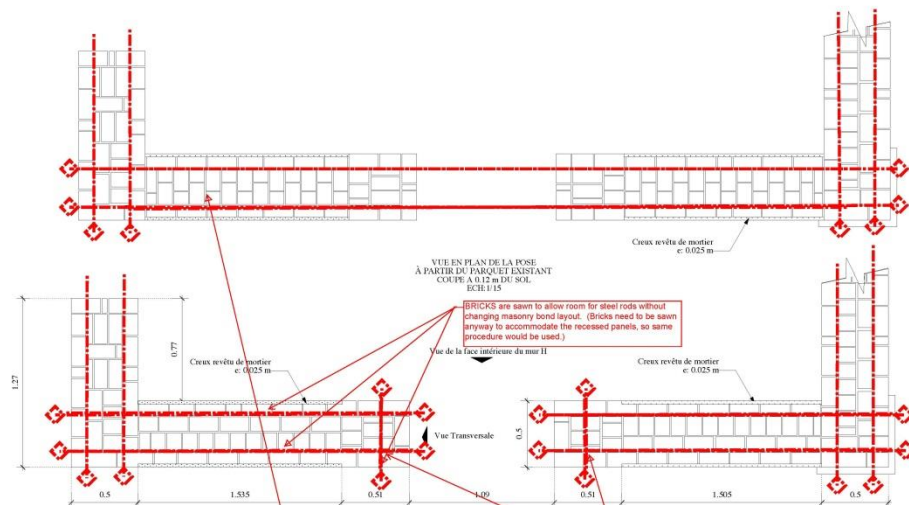 Creux revêtu de mortier
e: 0.025 m
VUE EN PLAN DE LA POSE
À PARTIR DU PARQUET EXISTANT
COUPE A 0.12 m DU SOL
ECH:1/15
BRICKS are sawn to allow room for steel rods without
changing masonry bond layout. (Bricks need to be sawn
anyway to accommodate the recessed panels, so same
procedure would be used.)
Vue de la face intérieure du mur H
0.77
Creux revêtu de mortier
e: 0.025 m
Creux revêtu de mortier
e: 0.025 m
1.27
Vue Transversale
0.5
0.5
1.535
0.51
1.09
0.51
1.505
0.5